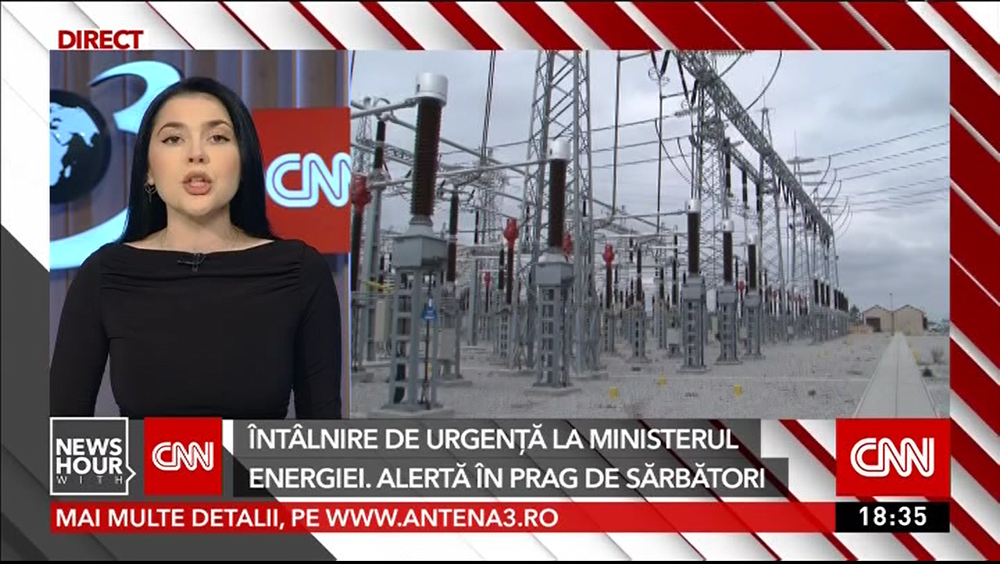 DIRECT
3
CNN
NEWS
HOUR
WITH
CNN
ÎNTÂLNIRE DE URGENȚĂ LA MINISTERUL
ENERGIEI. ALERTĂ ÎN PRAG DE SĂRBĂTORI
CNN
MAI MULTE DETALII, PE WWW.ANTENA3.RO
18:35